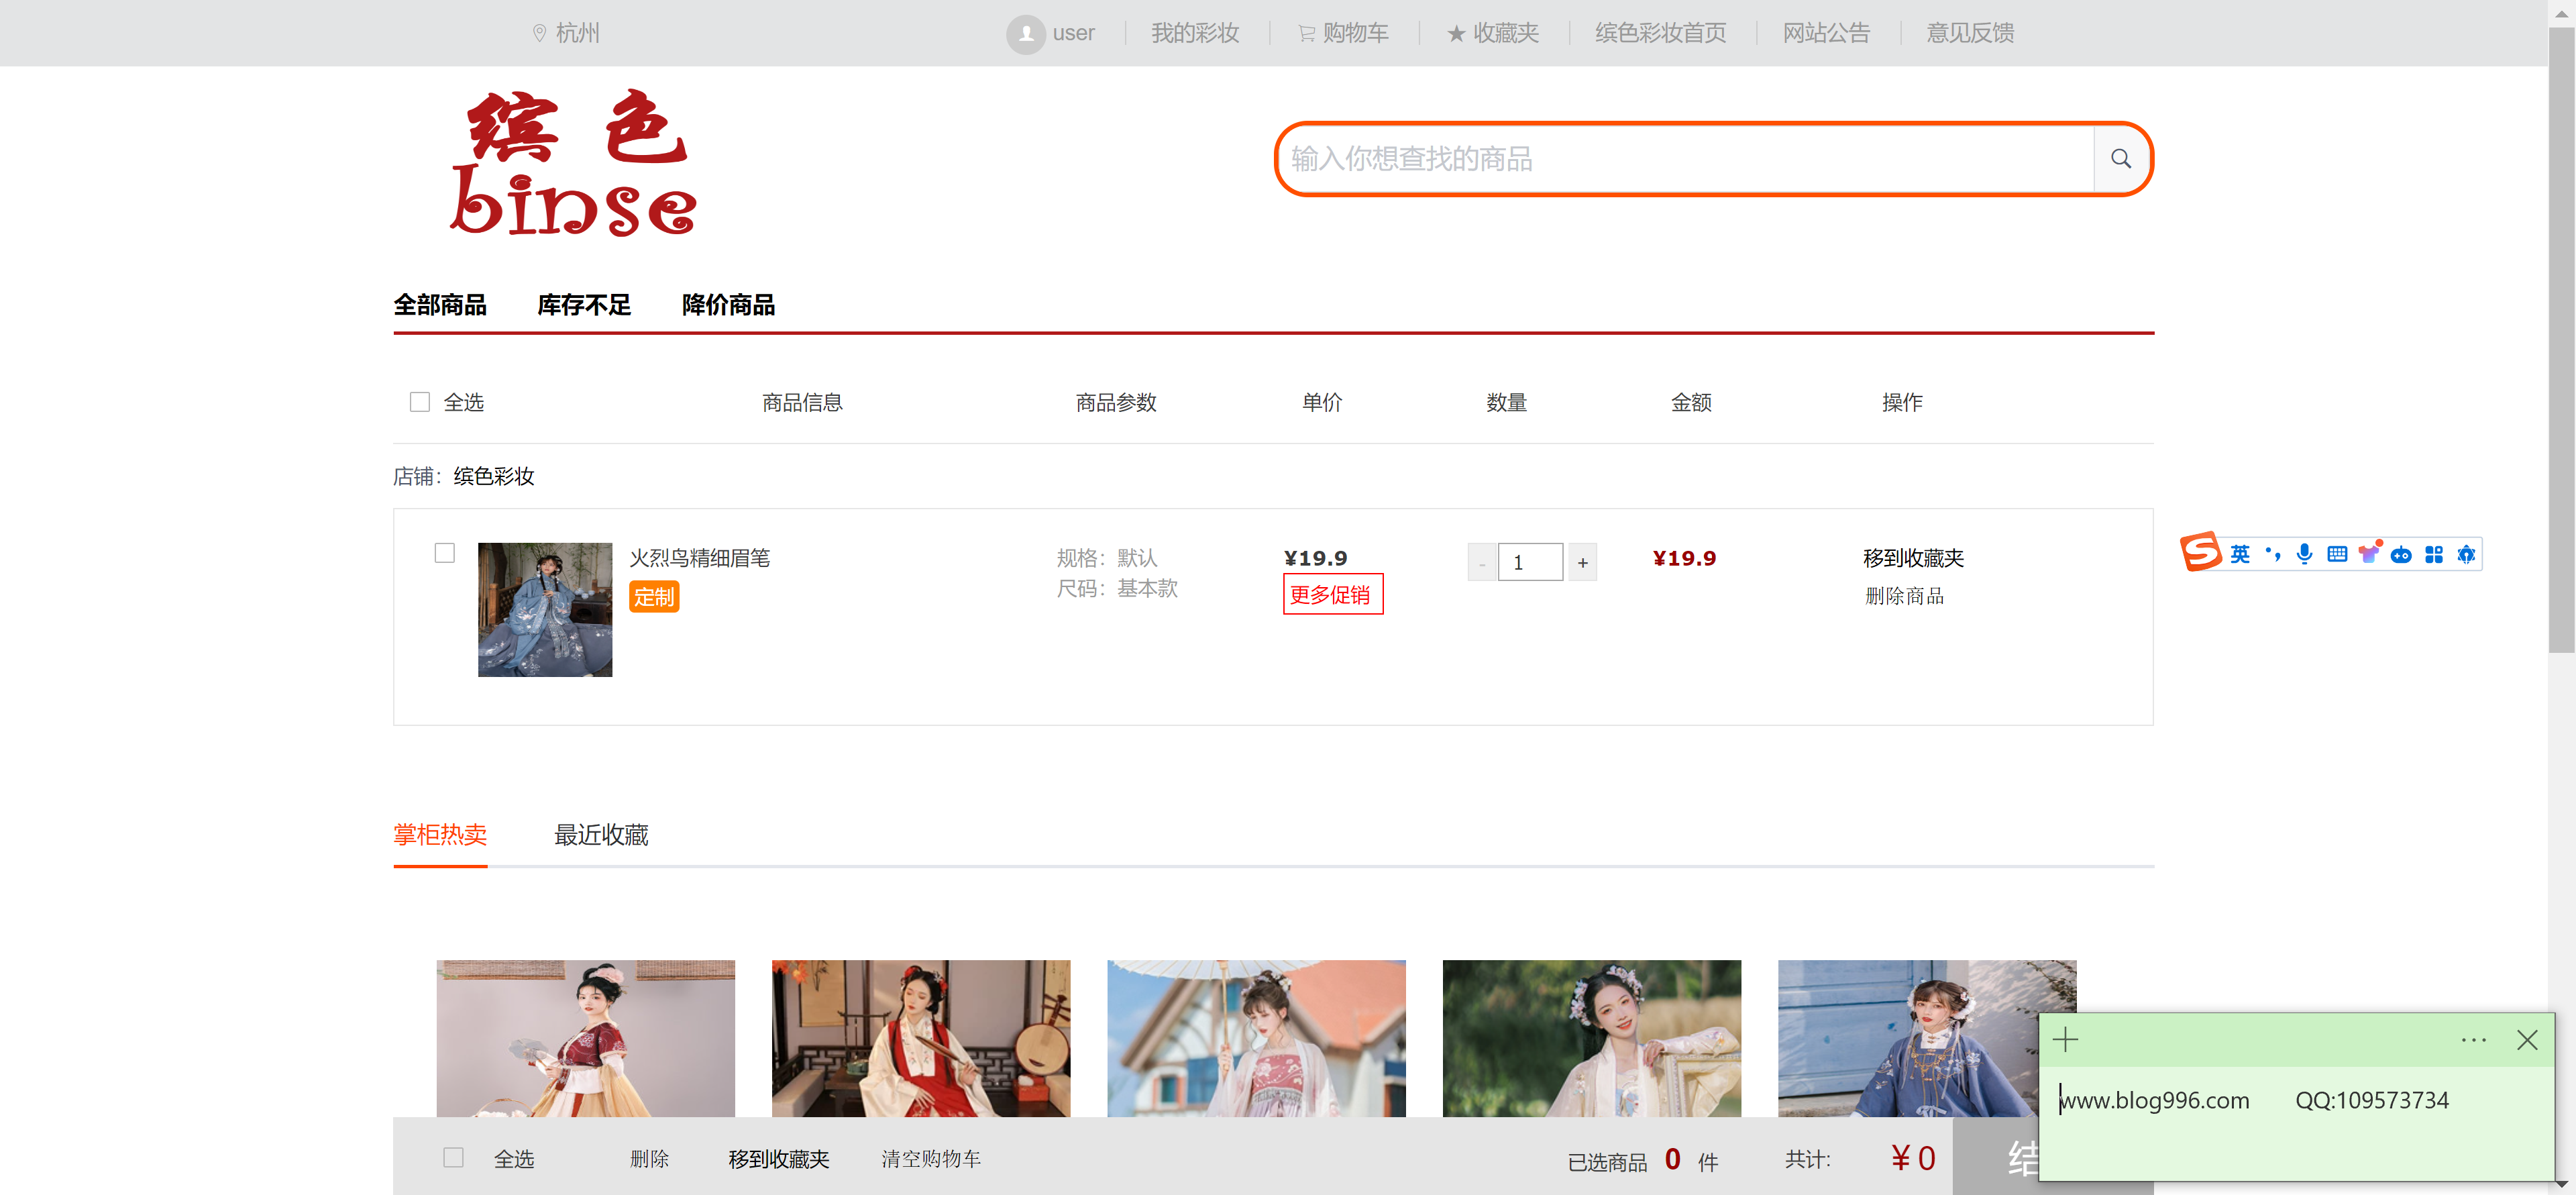 杭州 user 我的彩妆 购物车 收藏夹 缤色彩妆首页 网站公告 意见反馈
缤色
binse
输入你想查找的商品
全部商品 库存不足 降价商品
全选 商品信息 商品参数 单价 数量 金额 操作
店铺：缤色彩妆
火烈鸟精细眉笔 规格：默认 ¥19.9 - 1 + ¥19.9 移到收藏夹
定制 尺码：基本款 更多促销 删除商品
英
掌柜热卖 最近收藏
www.blog996.com QQ:109573734
全选 删除 移到收藏夹 清空购物车 已选商品 0 件 共计: ¥0 结